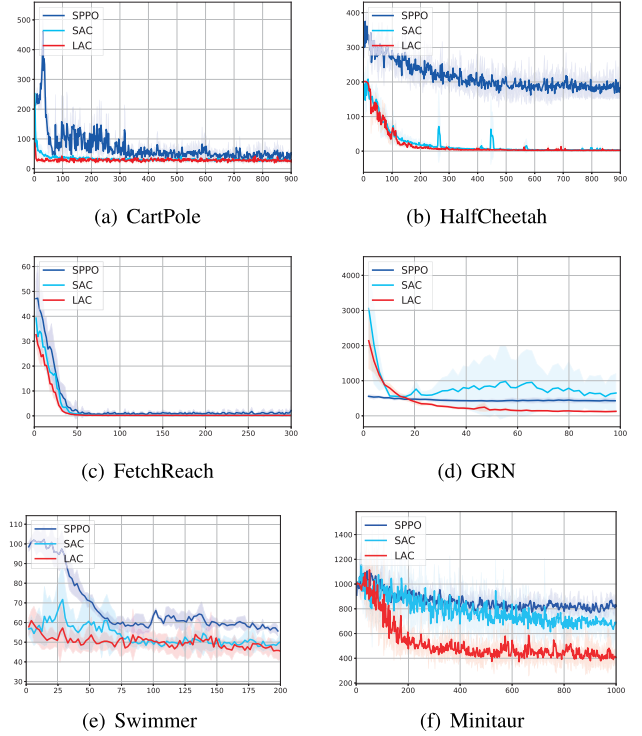 500
400
300
200
100
0
SPPO
SAC
LAC
0 100 200 300 400 500 600 700 800 900
(a) CartPole
400
300
200
100
0
SPPO
SAC
LAC
0 100 200 300 400 500 600 700 800 900
(b) HalfCheetah
60
50
40
30
20
10
0
SPPO
SAC
LAC
0 50 100 150 200 250 300
(c) FetchReach
4000
3000
2000
1000
0
SPPO
SAC
LAC
0 20 40 60 80 100
(d) GRN
110
100
90
80
70
60
50
40
30
SPPO
SAC
LAC
0 25 50 75 100 125 150 175 200
(e) Swimmer
1400
1200
1000
800
600
400
200
SPPO
SAC
LAC
0 200 400 600 800 1000
(f) Minitaur